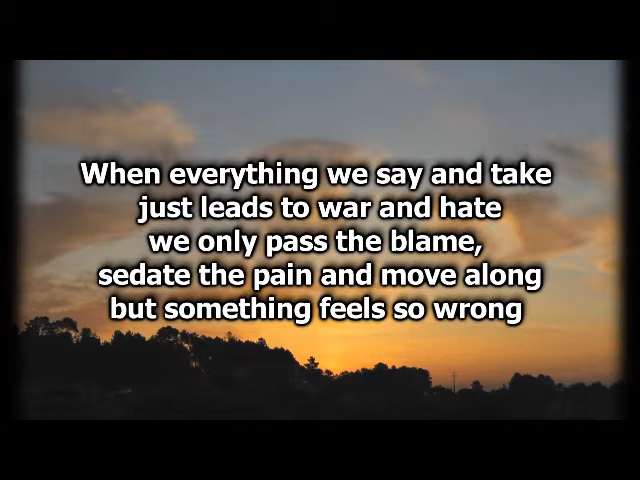 When everything we say and take
just leads to war and hate
we only pass the blame,
sedate the pain and move along
but something feels so wrong